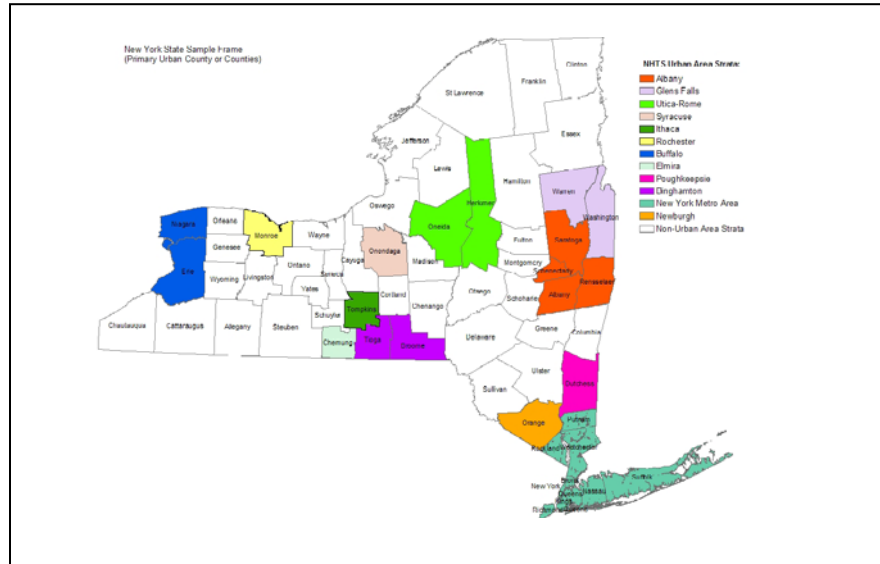 New York State Sample Frame
(Primary Urban County or Counties)
NHTS Urban Area Strata:
Albany
Glens Falls
Utica-Rome
Syracuse
Ithaca
Rochester
Buffalo
Elmira
Poughkeepsie
Binghamton
New York Metro Area
Newburgh
Non-Urban Area Strata
Clinton
Franklin
St Lawrence
Essex
Jefferson
Lewis
Hamilton
Warren
Washington
Herkimer
Oswego
Oneida
Niagara
Orleans
Monroe
Wayne
Saratoga
Fulton
Onondaga
Genesee
Cayuga
Madison
Montgomery
Ontario
Seneca
Schenectady
Erie
Wyoming
Livingston
Rensselaer
Yates
Cortland
Otsego
Schoharie
Albany
Tompkins
Chenango
Schuyler
Chautauqua
Cattaraugus
Allegany
Steuben
Greene
Columbia
Chemung
Tioga
Broome
Delaware
Ulster
Dutchess
Sullivan
Orange
Putnam
Rockland
Westchester
New York
Bronx
Suffolk
Nassau
Queens
Kings
Richmond